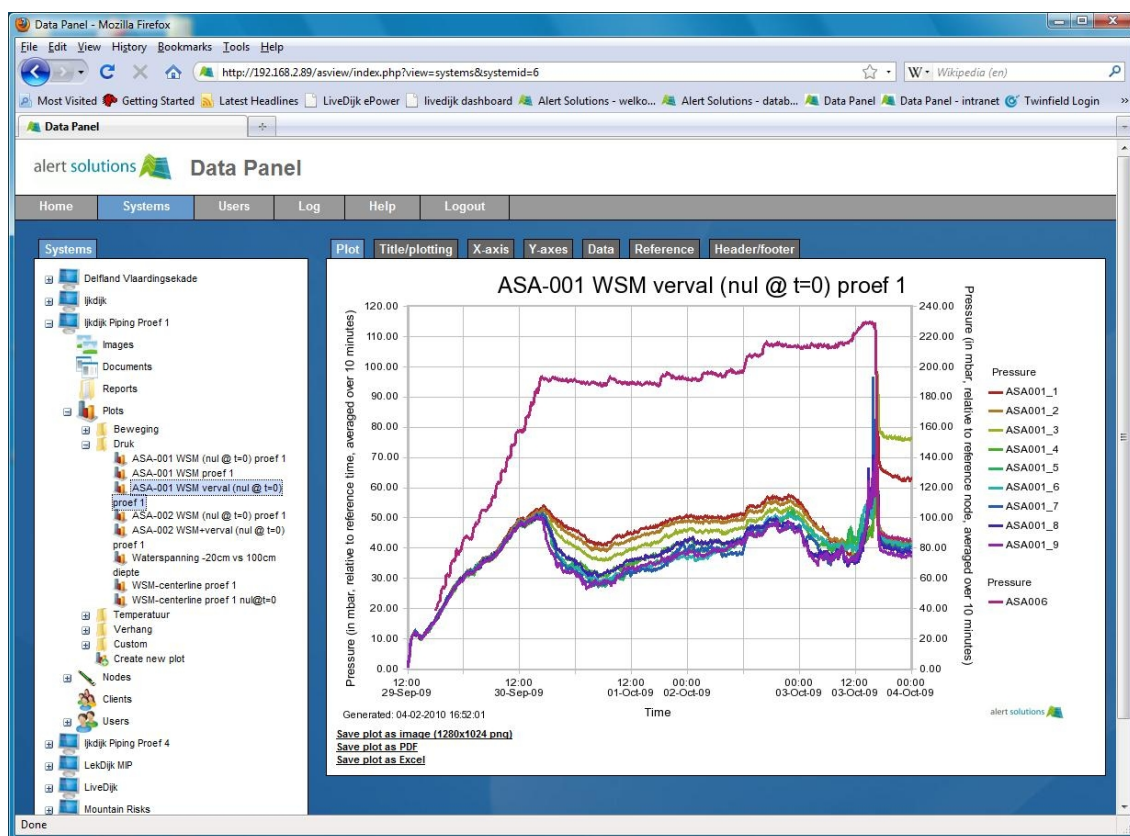 Data Panel - Mozilla Firefox
File Edit View History Bookmarks Tools Help
http://192.168.2.89/asview/index.php?view=systems&systemid=6
W Wikipedia (en)
Most Visited Getting Started Latest Headlines LiveDijk ePower livedijk dashboard Alert Solutions - welko... Alert Solutions - datab... Data Panel Data Panel - intranet Twinfield Login »
Data Panel
alert solutions Data Panel
Home Systems Users Log Help Logout
Systems
Delfland Vlaardingsekade
Ijkdijk
Ijkdijk Piping Proef 1
Images
Documents
Reports
Plots
Beweging
Druk
ASA-001 WSM (nul @ t=0) proef 1
ASA-001 WSM proef 1
ASA-001 WSM verval (nul @ t=0)
proef 1
ASA-002 WSM (nul @ t=0) proef 1
ASA-002 WSM+verval (nul @ t=0)
proef 1
Waterspanning -20cm vs 100cm
diepte
WSM-centerline proef 1
WSM-centerline proef 1 nul@t=0
Temperatuur
Verhang
Custom
Create new plot
Nodes
Clients
Users
Ijkdijk Piping Proef 4
LekDijk MIP
LiveDijk
Mountain Risks
Plot Title/plotting X-axis Y-axes Data Reference Header/footer
ASA-001 WSM verval (nul @ t=0) proef 1
Pressure (in mbar, relative to reference time, averaged over 10 minutes)
120.00
110.00
100.00
90.00
80.00
70.00
60.00
50.00
40.00
30.00
20.00
10.00
0.00
240.00
220.00
200.00
180.00
160.00
140.00
120.00
100.00
80.00
60.00
40.00
20.00
0.00
Pressure (in mbar, relative to reference node, averaged over 10 minutes)
12:00 12:00 12:00 00:00 00:00 12:00 00:00
29-Sep-09 30-Sep-09 01-Oct-09 02-Oct-09 03-Oct-09 03-Oct-09 04-Oct-09
Time
Pressure
ASA001_1
ASA001_2
ASA001_3
ASA001_4
ASA001_5
ASA001_6
ASA001_7
ASA001_8
ASA001_9
Pressure
ASA006
Generated: 04-02-2010 16:52:01
alert solutions
Save plot as image (1280x1024 png)
Save plot as PDF
Save plot as Excel
Done